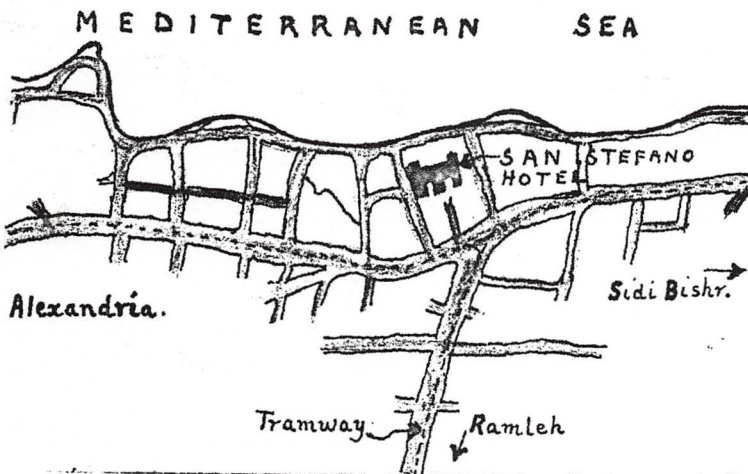 MEDITERRANEAN SEA
SAN STEFANO
HOTEL
Sidi Bishr.
Alexandria.
Tramway
Ramleh